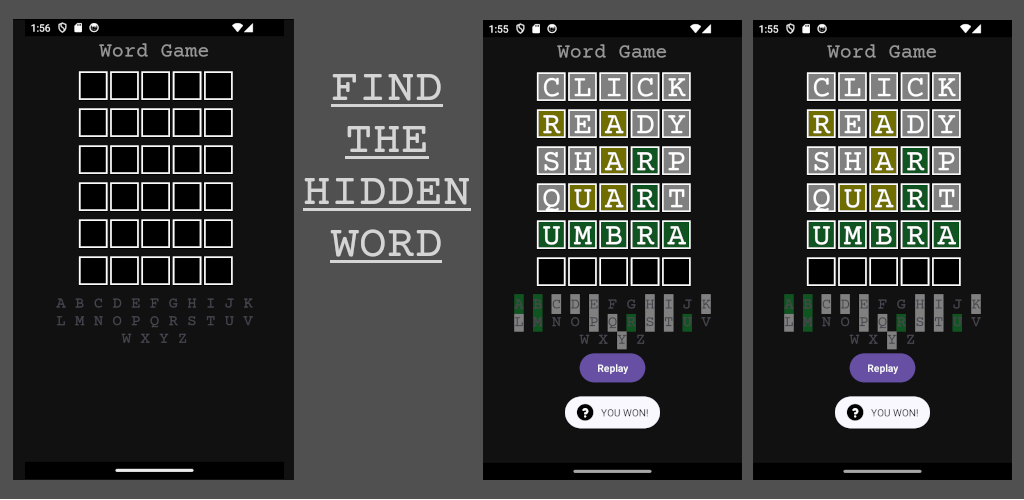 1:56
Word Game
A B C D E F G H I J K
L M N O P Q R S T U V
W X Y Z
FIND
THE
HIDDEN
WORD
1:55
Word Game
CLICK
READY
SHARP
QUART
UMBRA
A B C D E F G H I J K
L M N O P Q R S T U V
W X Y Z
Replay
YOU WON!
1:55
Word Game
CLICK
READY
SHARP
QUART
UMBRA
A B C D E F G H I J K
L M N O P Q R S T U V
W X Y Z
Replay
YOU WON!